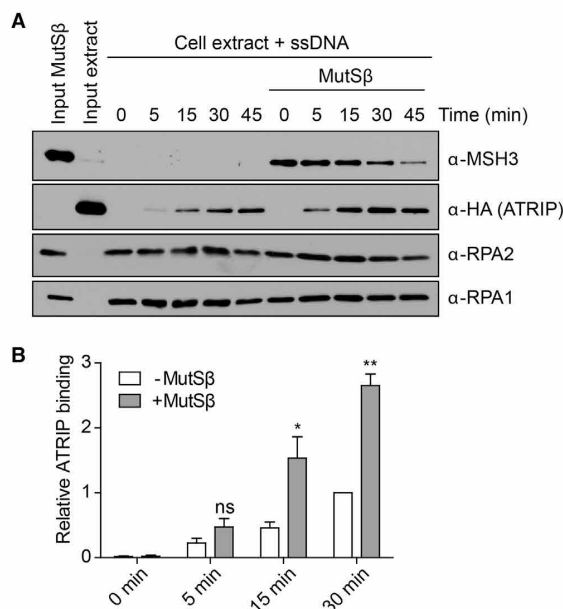 A
Input MutSβ
Input extract
Cell extract + ssDNA
MutSβ
0 5 15 30 45 0 5 15 30 45 Time (min)
α-MSH3
α-HA (ATRIP)
α-RPA2
α-RPA1
B
Relative ATRIP binding
3
2
1
0
-MutSβ
+MutSβ
ns
*
**
0 min
5 min
15 min
30 min